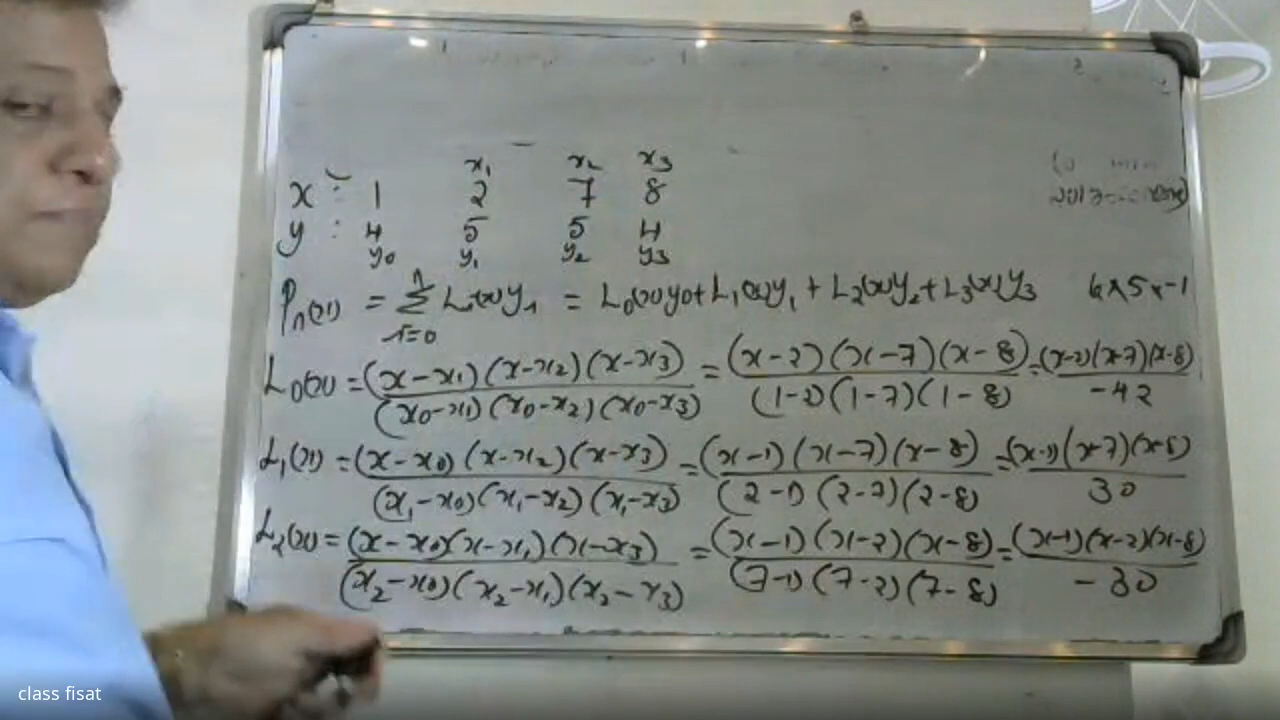 x₁ x₂ x₃
x : 1 2 7 8
y : 4 5 5 4
y₀ y₁ y₂ y₃
Pₙ(x) = Σ Lᵢ(x)yᵢ = L₀(x)y₀+L₁(x)y₁ + L₂(x)y₂+L₃(x)y₃ 6x5x-1
n
i=0
L₀(x) = (x-x₁)(x-x₂)(x-x₃) / (x₀-x₁)(x₀-x₂)(x₀-x₃) = (x-2)(x-7)(x-8) / (1-2)(1-7)(1-8) = (x-2)(x-7)(x-8) / -42
L₁(x) = (x-x₀)(x-x₂)(x-x₃) / (x₁-x₀)(x₁-x₂)(x₁-x₃) = (x-1)(x-7)(x-8) / (2-1)(2-7)(2-8) = (x-1)(x-7)(x-8) / 30
L₂(x) = (x-x₀)(x-x₁)(x-x₃) / (x₂-x₀)(x₂-x₁)(x₂-x₃) = (x-1)(x-2)(x-8) / (7-1)(7-2)(7-8) = (x-1)(x-2)(x-8) / -30
class fisat